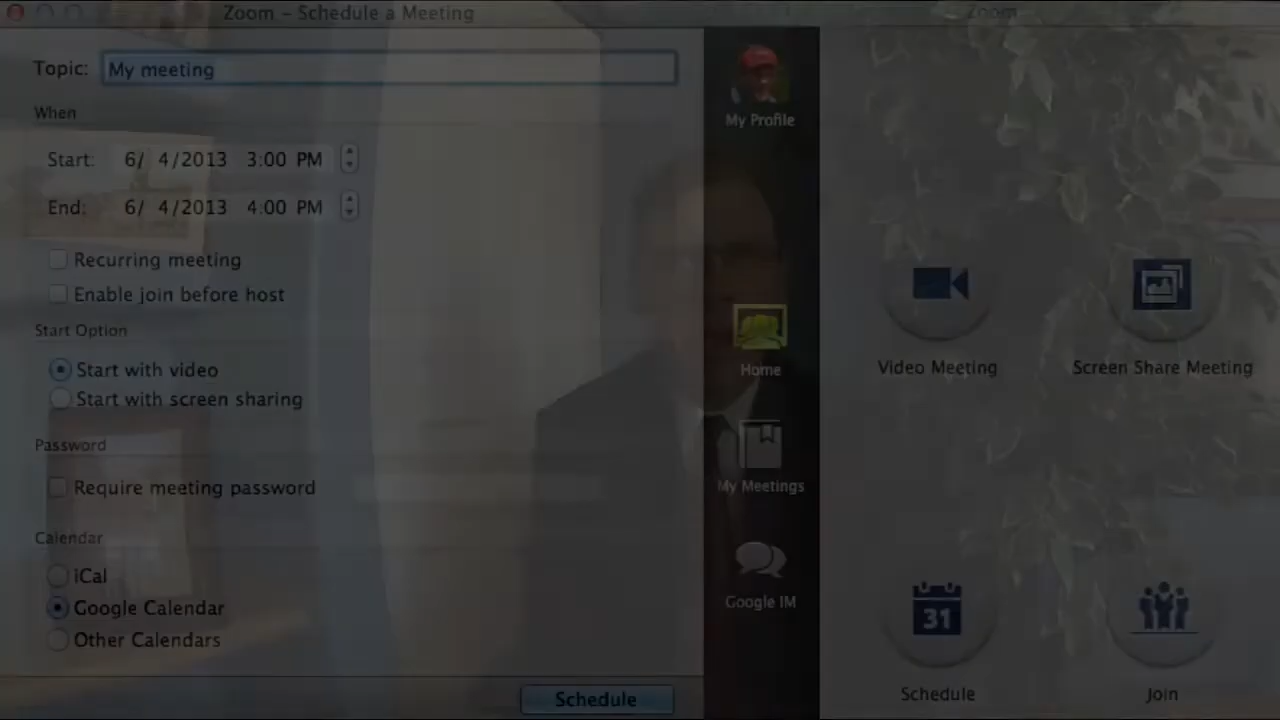 Zoom - Schedule a Meeting
Zoom
Topic: My meeting
When
Start: 6/ 4/2013 3:00 PM
End: 6/ 4/2013 4:00 PM
Recurring meeting
Enable join before host
Start Option
Start with video
Start with screen sharing
Password
Require meeting password
Calendar
iCal
Google Calendar
Other Calendars
Schedule
My Profile
Home
My Meetings
Google IM
Video Meeting
Screen Share Meeting
31
Schedule
Join